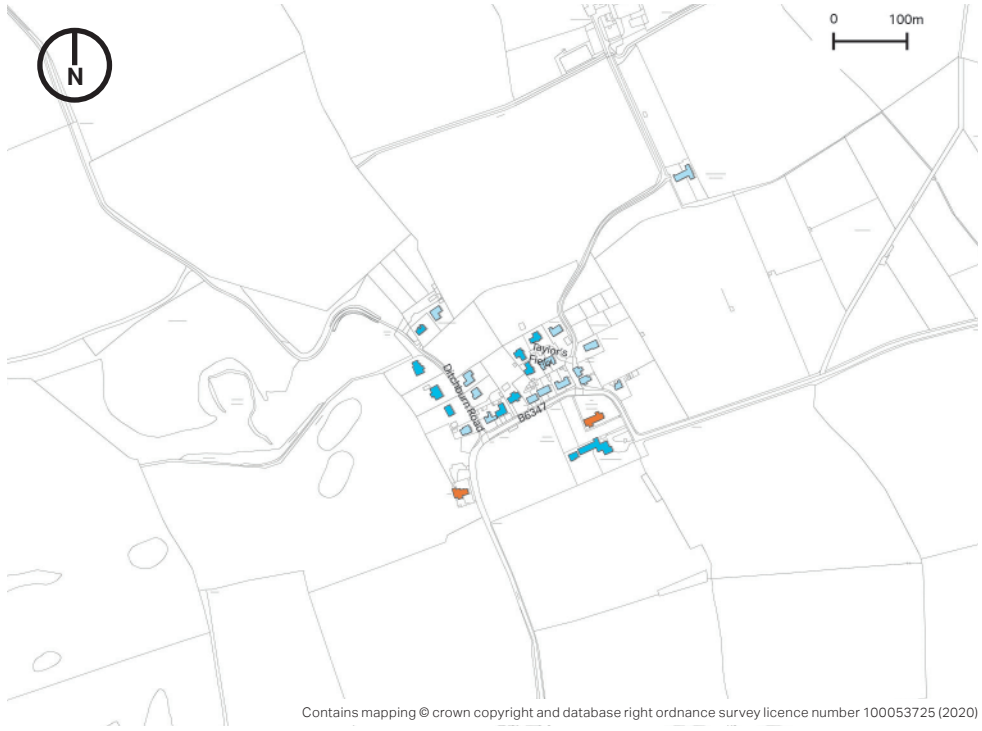 N
0 100m
Taylor's
Field
Ditchburn Road
B6347
Contains mapping © crown copyright and database right ordnance survey licence number 100053725 (2020)